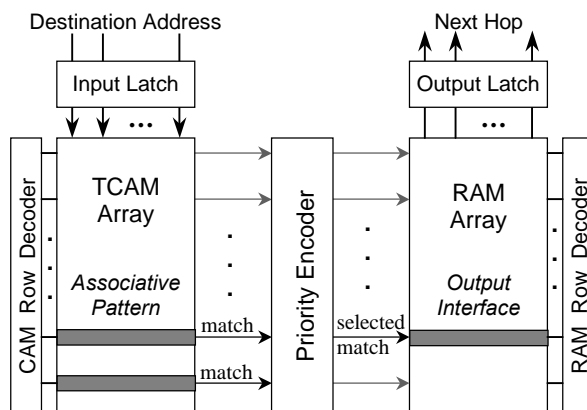 Destination Address
Next Hop
Input Latch
Output Latch
...
...
CAM Row Decoder
TCAM
Array
Priority Encoder
RAM
Array
RAM Row Decoder
Associative
Pattern
Output
Interface
match
selected
match
match